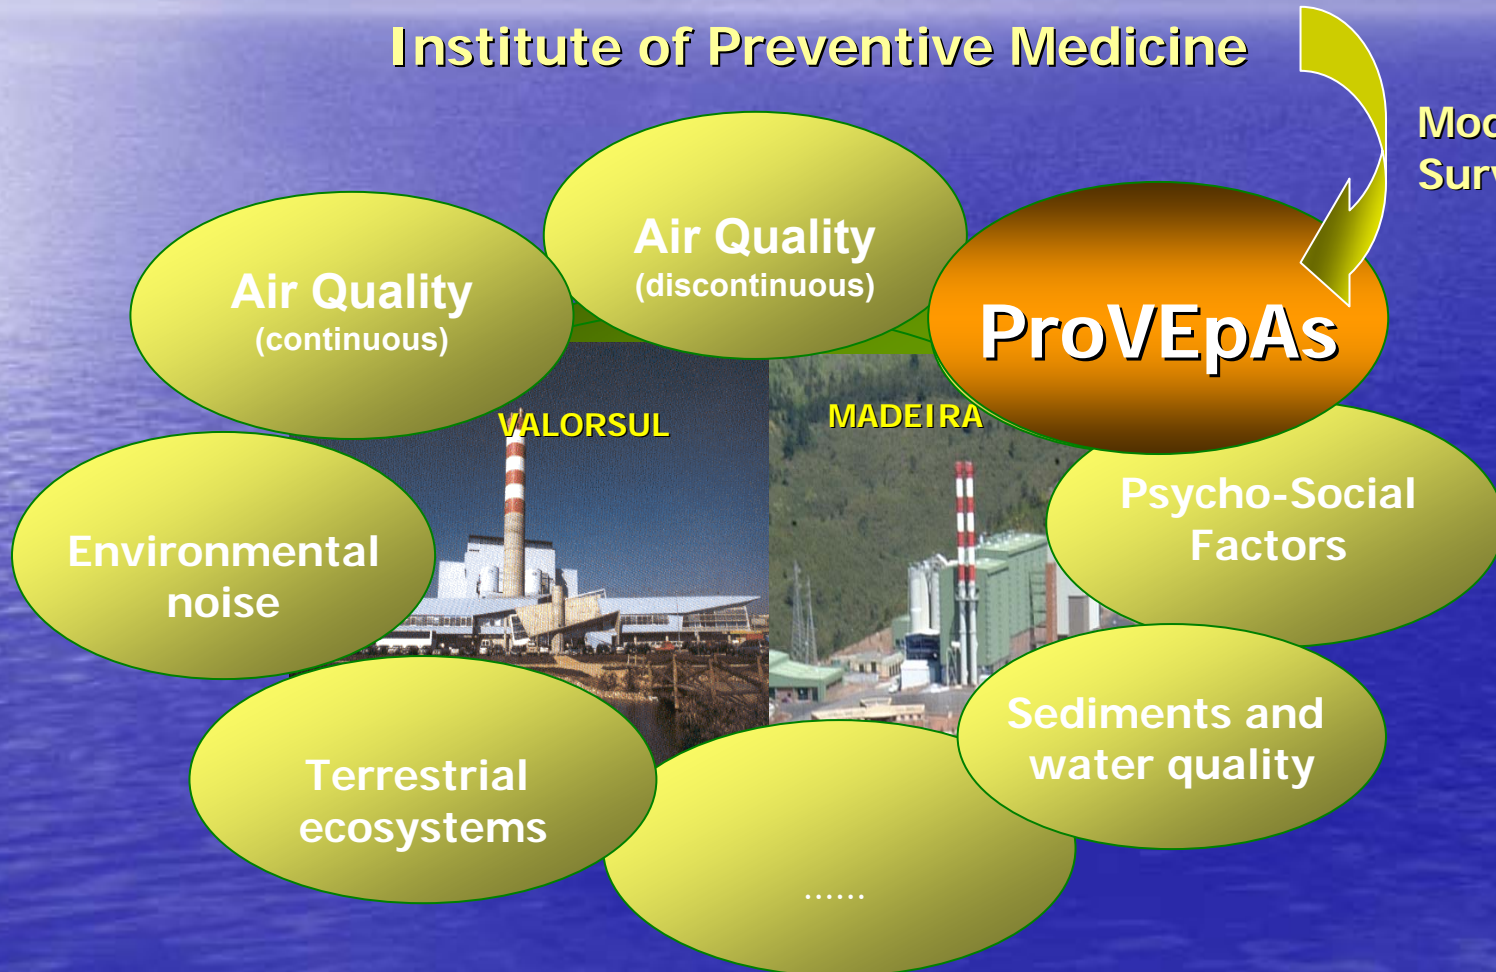 Institute of Preventive Medicine
Air Quality
(discontinuous)
Air Quality
(continuous)
ProVEpAs
VALORSUL
MADEIRA
Psycho-Social
Factors
Environmental
noise
Sediments and
water quality
Terrestrial
ecosystems
......